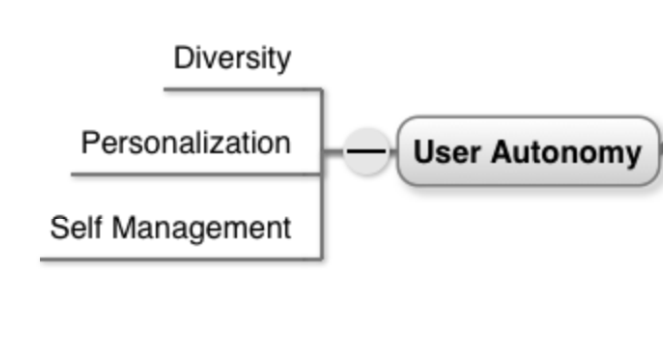 Diversity
Personalization
Self Management
User Autonomy